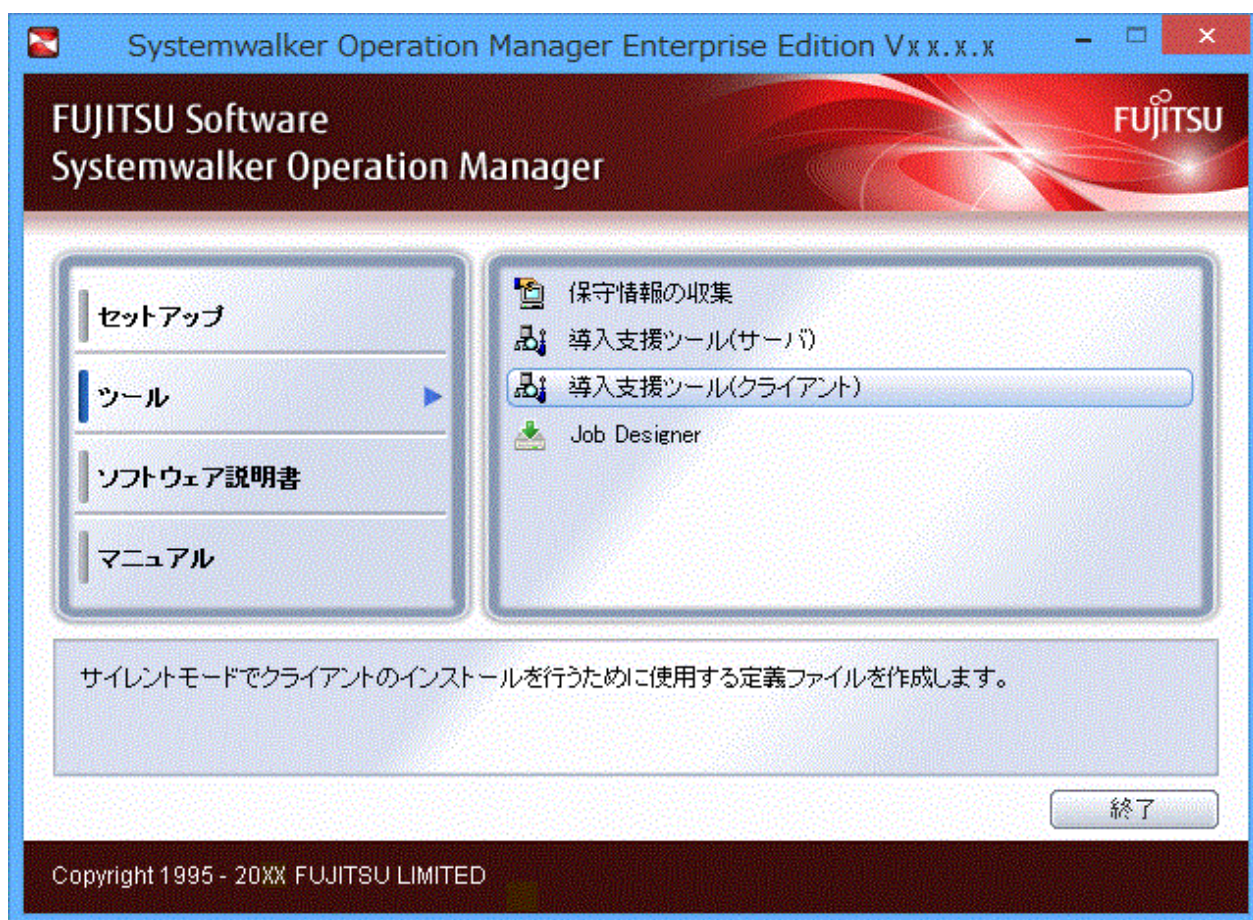 Systemwalker Operation Manager Enterprise Edition Vx x.x.x
FUJITSU Software
Systemwalker Operation Manager
FUJITSU
セットアップ
ツール
ソフトウェア説明書
マニュアル
保守情報の収集
導入支援ツール(サーバ)
導入支援ツール(クライアント)
Job Designer
サイレントモードでクライアントのインストールを行うために使用する定義ファイルを作成します。
終了
Copyright 1995 - 20XX FUJITSU LIMITED